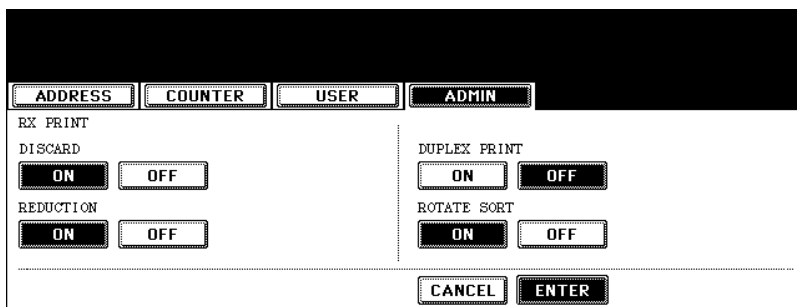 ADDRESS COUNTER USER ADMIN
RX PRINT
DISCARD
ON OFF
REDUCTION
ON OFF
DUPLEX PRINT
ON OFF
ROTATE SORT
ON OFF
CANCEL ENTER